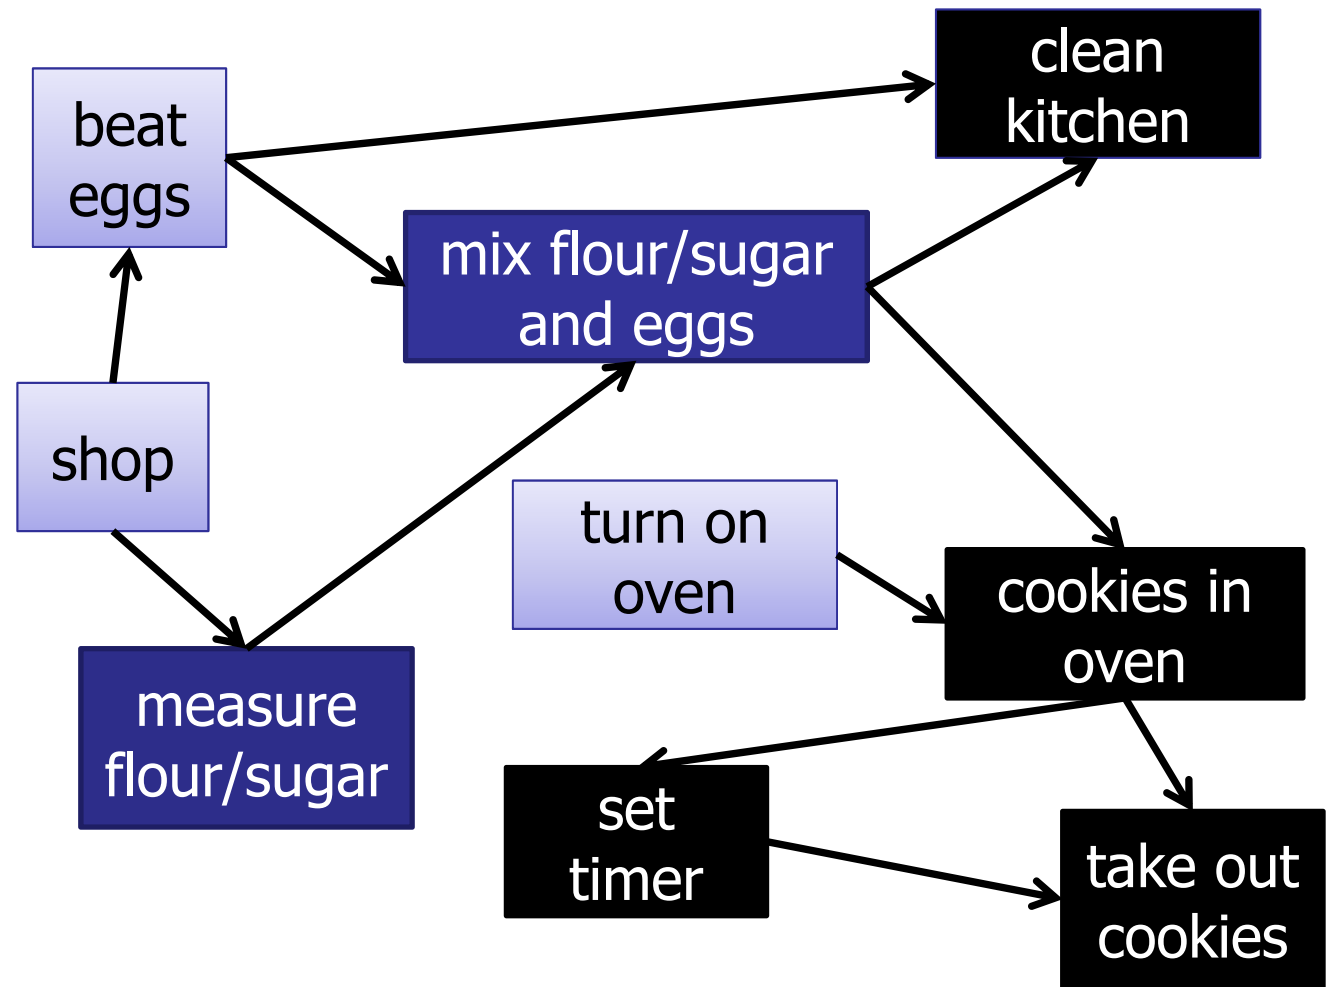 clean
kitchen
beat
eggs
mix flour/sugar
and eggs
shop
turn on
oven
cookies in
oven
measure
flour/sugar
set
timer
take out
cookies